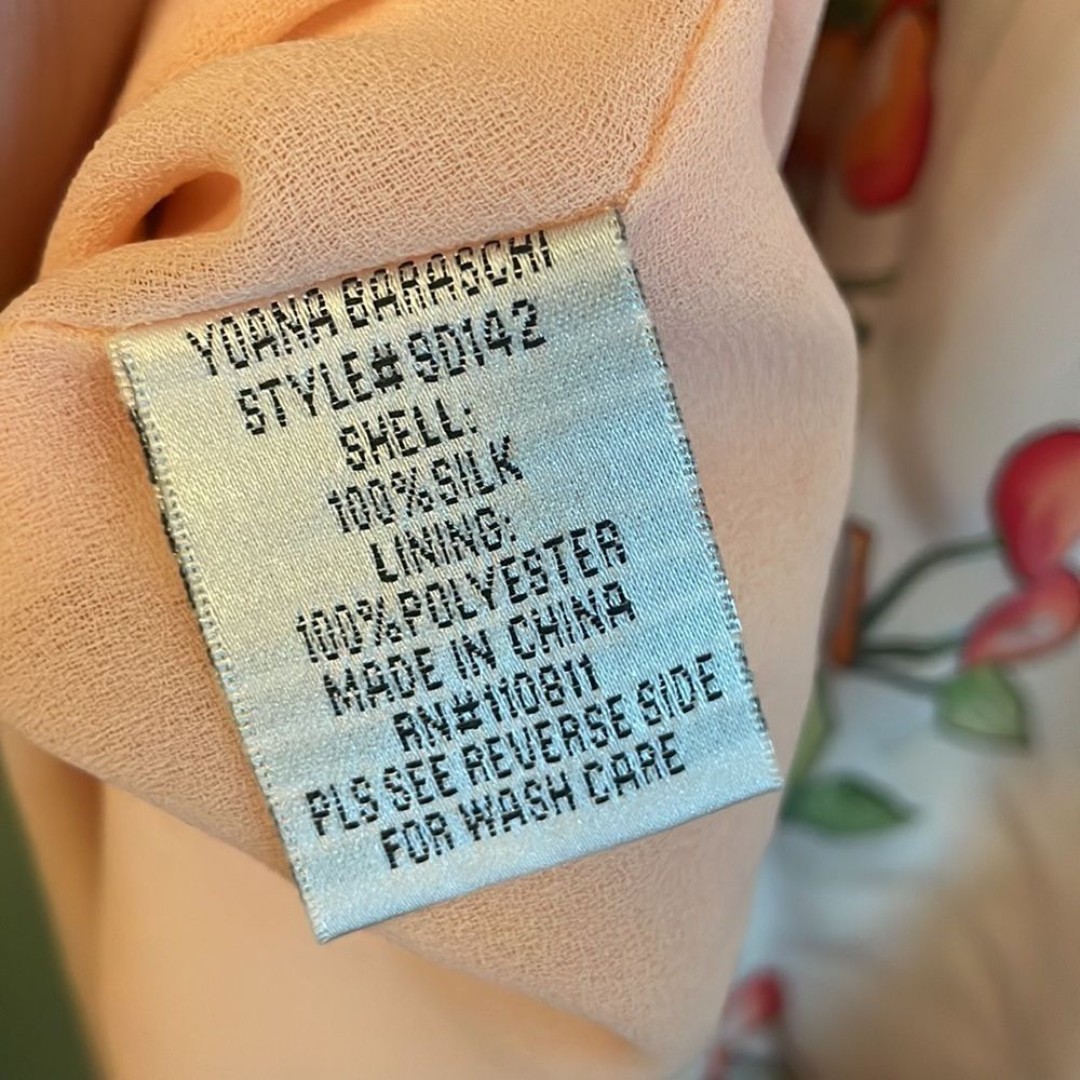 YOANA BARASCHI
STYLE# 9D142
SHELL:
100% SILK
LINING:
100% POLYESTER
MADE IN CHINA
RN#110811
PLS SEE REVERSE SIDE
FOR WASH CARE